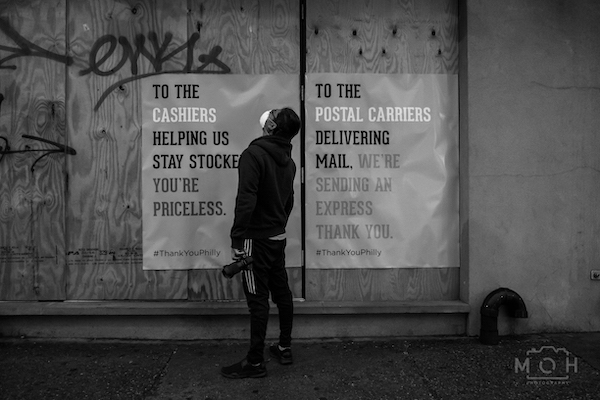 TO THE
CASHIERS
HELPING US
STAY STOCKE
YOU'RE
PRICELESS.
#ThankYouPhilly
TO THE
POSTAL CARRIERS
DELIVERING
MAIL, WE'RE
SENDING AN
EXPRESS
THANK YOU.
#ThankYouPhilly
MOH
PHOTOGRAPHY